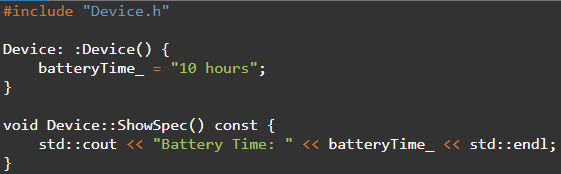 #include "Device.h"
Device: :Device() {
batteryTime_ = "10 hours";
}
void Device::ShowSpec() const {
std::cout << "Battery Time: " << batteryTime_ << std::endl;
}